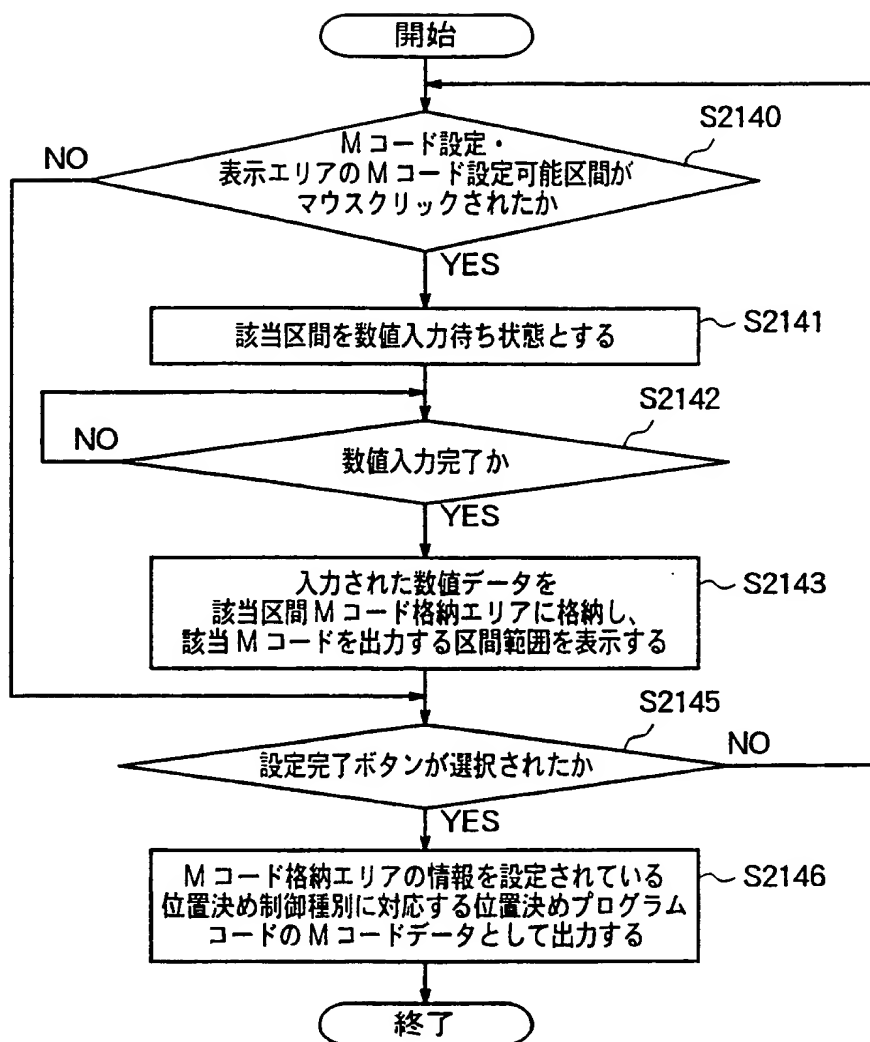 開始
S2140
NO
Mコード設定・
表示エリアのMコード設定可能区間が
マウスクリックされたか
YES
該当区間を数値入力待ち状態とする
S2141
S2142
NO
数値入力完了か
YES
入力された数値データを
該当区間Mコード格納エリアに格納し、
該当Mコードを出力する区間範囲を表示する
S2143
S2145
設定完了ボタンが選択されたか
NO
YES
Mコード格納エリアの情報を設定されている
位置決め制御種別に対応する位置決めプログラム
コードのMコードデータとして出力する
S2146
終了